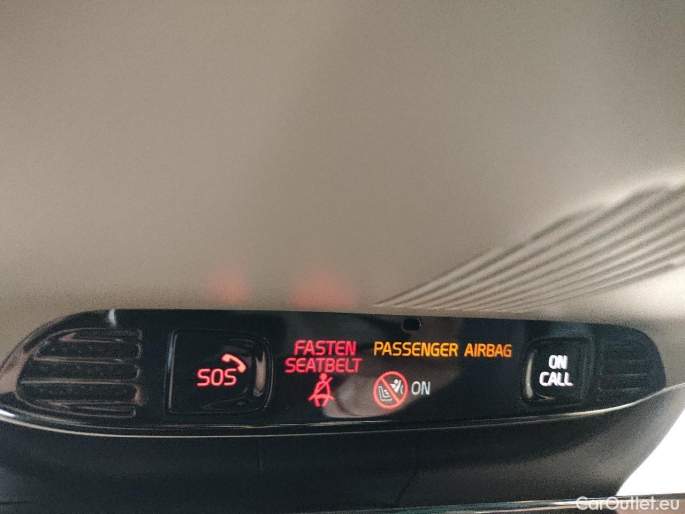 SOS
FASTEN
SEATBELT
PASSENGER AIRBAG
ON
ON
CALL
CarOutlet.eu